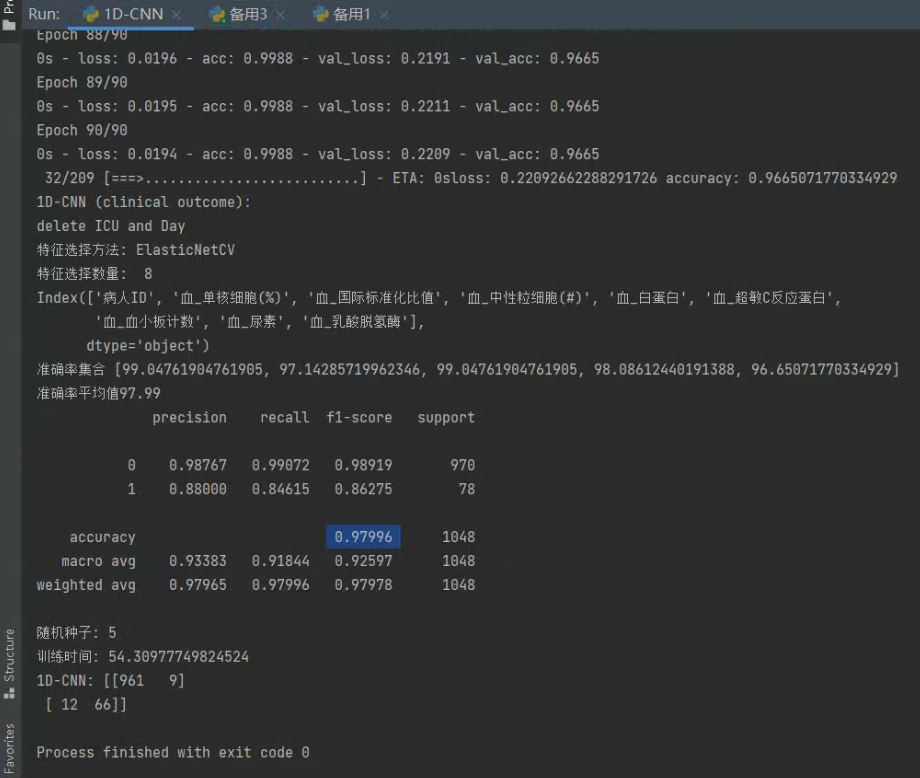 Run: 1D-CNN 备用3 备用1
Epoch 88/90
0s - loss: 0.0196 - acc: 0.9988 - val_loss: 0.2191 - val_acc: 0.9665
Epoch 89/90
0s - loss: 0.0195 - acc: 0.9988 - val_loss: 0.2211 - val_acc: 0.9665
Epoch 90/90
0s - loss: 0.0194 - acc: 0.9988 - val_loss: 0.2209 - val_acc: 0.9665
32/209 [===>..........................] - ETA: 0sloss: 0.22092662288291726 accuracy: 0.9665071770334929
1D-CNN (clinical outcome):
delete ICU and Day
特征选择方法: ElasticNetCV
特征选择数量: 8
Index(['病人ID', '血_单核细胞(%)', '血_国际标准化比值', '血_中性粒细胞(#)', '血_白蛋白', '血_超敏C反应蛋白',
'血_血小板计数', '血_尿素', '血_乳酸脱氢酶'],
dtype='object')
准确率集合 [99.04761904761905, 97.14285719962346, 99.04761904761905, 98.08612440191388, 96.65071770334929]
准确率平均值97.99
precision recall f1-score support
0 0.98767 0.99072 0.98919 970
1 0.88000 0.84615 0.86275 78
accuracy 0.97996 1048
macro avg 0.93383 0.91844 0.92597 1048
weighted avg 0.97965 0.97996 0.97978 1048
随机种子: 5
训练时间: 54.30977749824524
1D-CNN: [[961 9]
[ 12 66]]
Process finished with exit code 0
Structure
Favorites